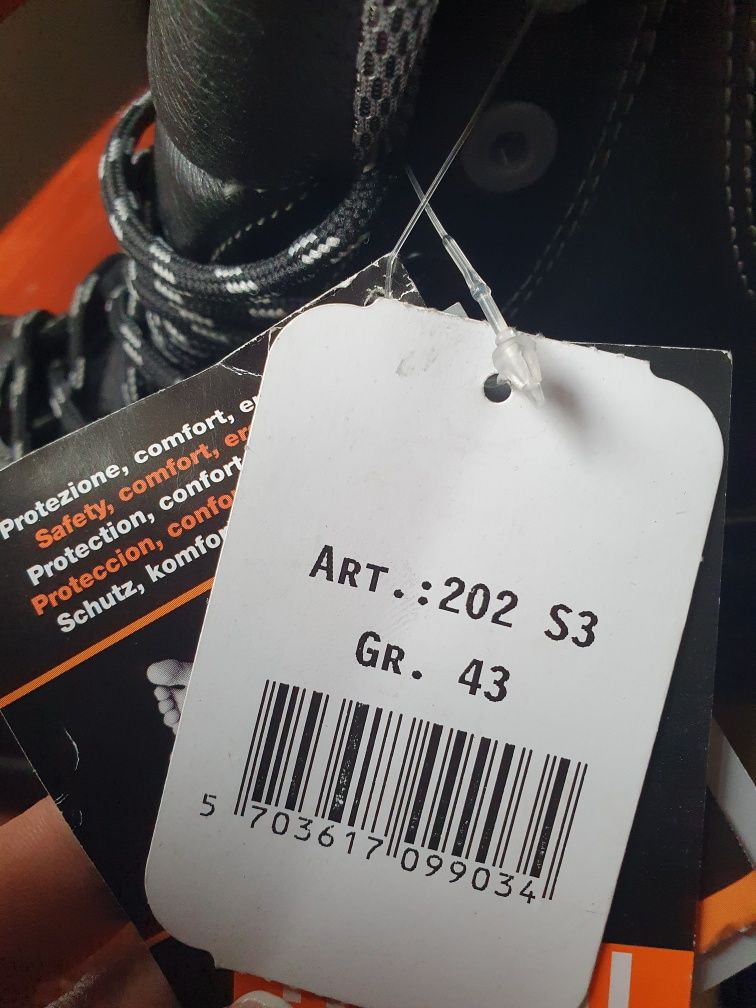 Protezione, comfort,
Safety, comfort,
Protection, confort
Proteccion,
Schutz,
ART.:202 S3
GR. 43
5 703617 099034